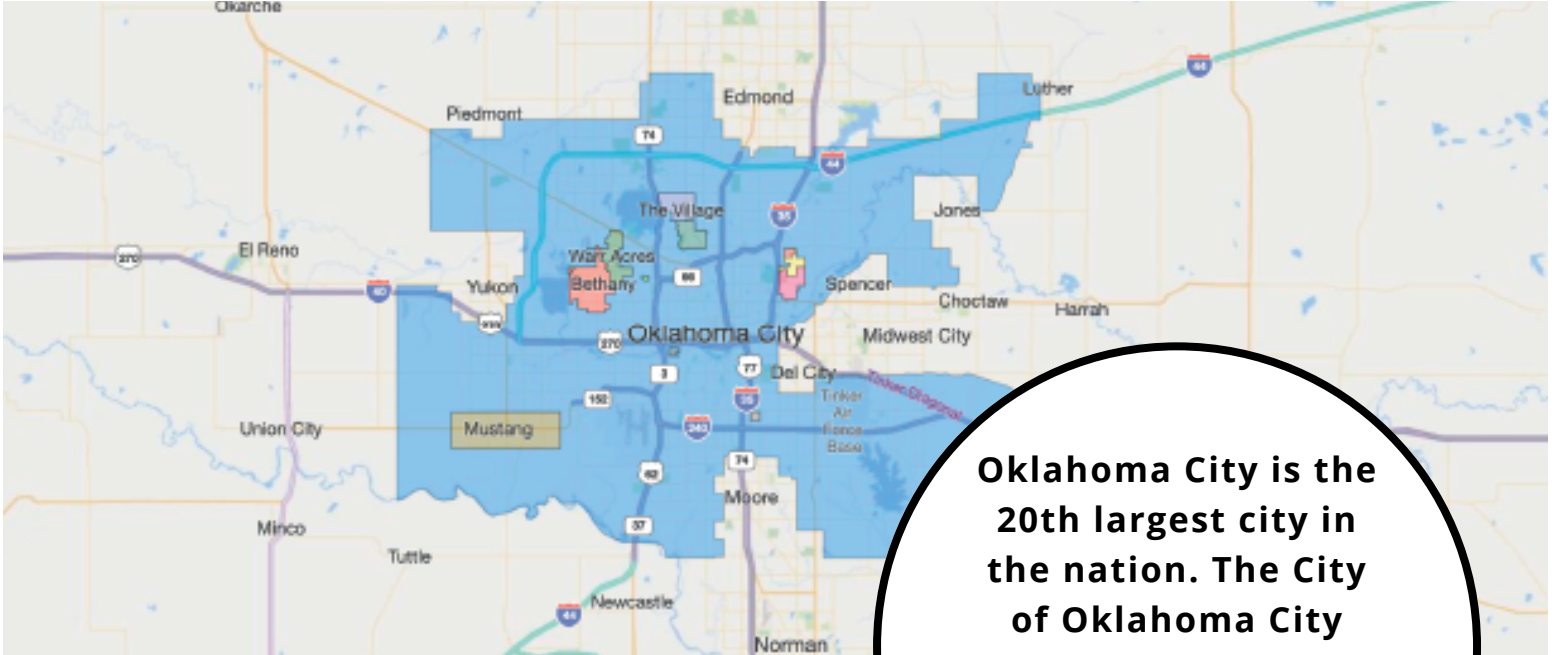 Okarche
Luther
Edmond
Piedmont
74
The Village
Jones
El Reno
Warr Acres
Bethany
66
Spencer
Yukon
Choctaw
Harrah
Oklahoma City
Midwest City
270
270
40
44
44
35
3
77
Del City
Tinker Diagonal
152
35
Tinker
Air
Force
Base
Union City
Mustang
240
74
62
Moore
37
Minco
Tuttle
Newcastle
44
Norman
Oklahoma City is the
20th largest city in
the nation. The City
of Oklahoma City